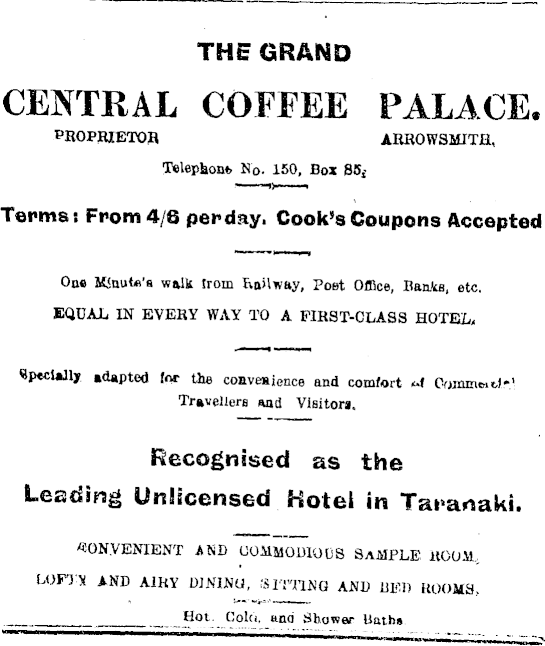 THE GRAND
CENTRAL COFFEE PALACE.
PROPRIETOR ARROWSMITH,
Telephone No. 150, Box 85,
Terms: From 4/6 per day. Cook's Coupons Accepted
One Minute's walk from Railway, Post Office, Banks, etc.
EQUAL IN EVERY WAY TO A FIRST-CLASS HOTEL.
Specially adapted for the convenience and comfort of Commercial
Travellers and Visitors.
Recognised as the
Leading Unlicensed Hotel in Taranaki.
CONVENIENT AND COMMODIOUS SAMPLE ROOM,
LOFTY AND AIRY DINING, SITTING AND BED ROOMS,
Hot. Cold, and Shower Baths